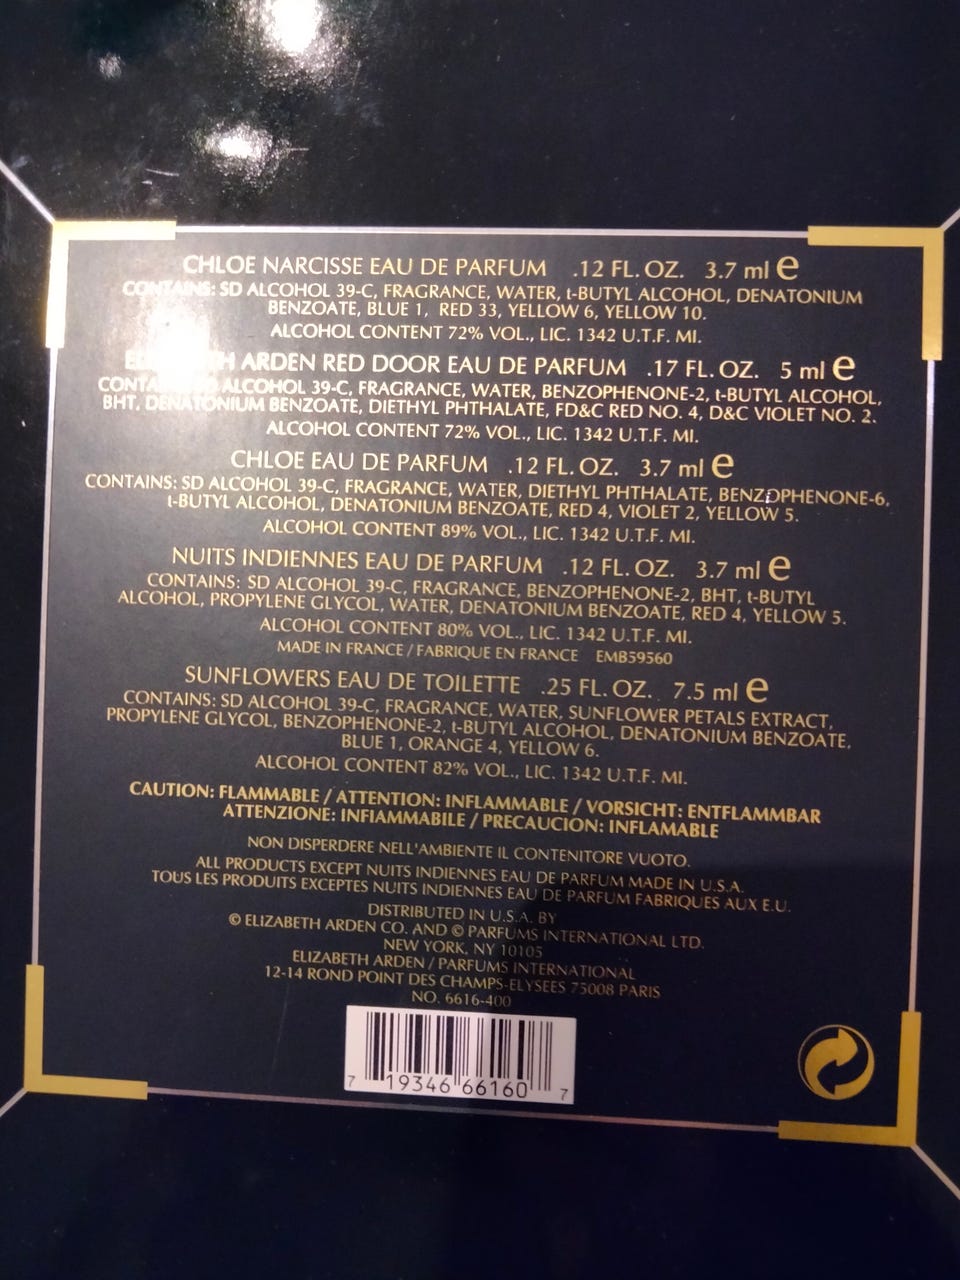 CHLOE NARCISSE EAU DE PARFUM .12 FL. OZ. 3.7 ml e
CONTAINS: SD ALCOHOL 39-C, FRAGRANCE, WATER, t-BUTYL ALCOHOL, DENATONIUM
BENZOATE, BLUE 1, RED 33, YELLOW 6, YELLOW 10.
ALCOHOL CONTENT 72% VOL., LIC. 1342 U.T.F. MI.
ELIZABETH ARDEN RED DOOR EAU DE PARFUM .17 FL. OZ. 5 ml e
CONTAINS: SD ALCOHOL 39-C, FRAGRANCE, WATER, BENZOPHENONE-2, t-BUTYL ALCOHOL,
BHT, DENATONIUM BENZOATE, DIETHYL PHTHALATE, FD&C RED NO. 4, D&C VIOLET NO. 2.
ALCOHOL CONTENT 72% VOL., LIC. 1342 U.T.F. MI.
CHLOE EAU DE PARFUM .12 FL. OZ. 3.7 ml e
CONTAINS: SD ALCOHOL 39-C, FRAGRANCE, WATER, DIETHYL PHTHALATE, BENZOPHENONE-6,
t-BUTYL ALCOHOL, DENATONIUM BENZOATE, RED 4, VIOLET 2, YELLOW 5.
ALCOHOL CONTENT 89% VOL., LIC. 1342 U.T.F. MI.
NUITS INDIENNES EAU DE PARFUM .12 FL. OZ. 3.7 ml e
CONTAINS: SD ALCOHOL 39-C, FRAGRANCE, BENZOPHENONE-2, BHT, t-BUTYL
ALCOHOL, PROPYLENE GLYCOL, WATER, DENATONIUM BENZOATE, RED 4, YELLOW 5.
ALCOHOL CONTENT 80% VOL., LIC. 1342 U.T.F. MI.
MADE IN FRANCE / FABRIQUE EN FRANCE EMB59560
SUNFLOWERS EAU DE TOILETTE .25 FL. OZ. 7.5 ml e
CONTAINS: SD ALCOHOL 39-C, FRAGRANCE, WATER, SUNFLOWER PETALS EXTRACT,
PROPYLENE GLYCOL, BENZOPHENONE-2, t-BUTYL ALCOHOL, DENATONIUM BENZOATE,
BLUE 1, ORANGE 4, YELLOW 6.
ALCOHOL CONTENT 82% VOL., LIC. 1342 U.T.F. MI.
CAUTION: FLAMMABLE / ATTENTION: INFLAMMABLE / VORSICHT: ENTFLAMMBAR
ATTENZIONE: INFIAMMABILE / PRECAUCION: INFLAMABLE
NON DISPERDERE NELL'AMBIENTE IL CONTENITORE VUOTO.
ALL PRODUCTS EXCEPT NUITS INDIENNES EAU DE PARFUM MADE IN U.S.A.
TOUS LES PRODUITS EXCEPTES NUITS INDIENNES EAU DE PARFUM FABRIQUES AUX E.U.
DISTRIBUTED IN U.S.A. BY
© ELIZABETH ARDEN CO. AND © PARFUMS INTERNATIONAL LTD.
NEW YORK, NY 10105
ELIZABETH ARDEN / PARFUMS INTERNATIONAL
12-14 ROND POINT DES CHAMPS-ELYSEES 75008 PARIS
NO. 6616-400
7 19346 66160 7